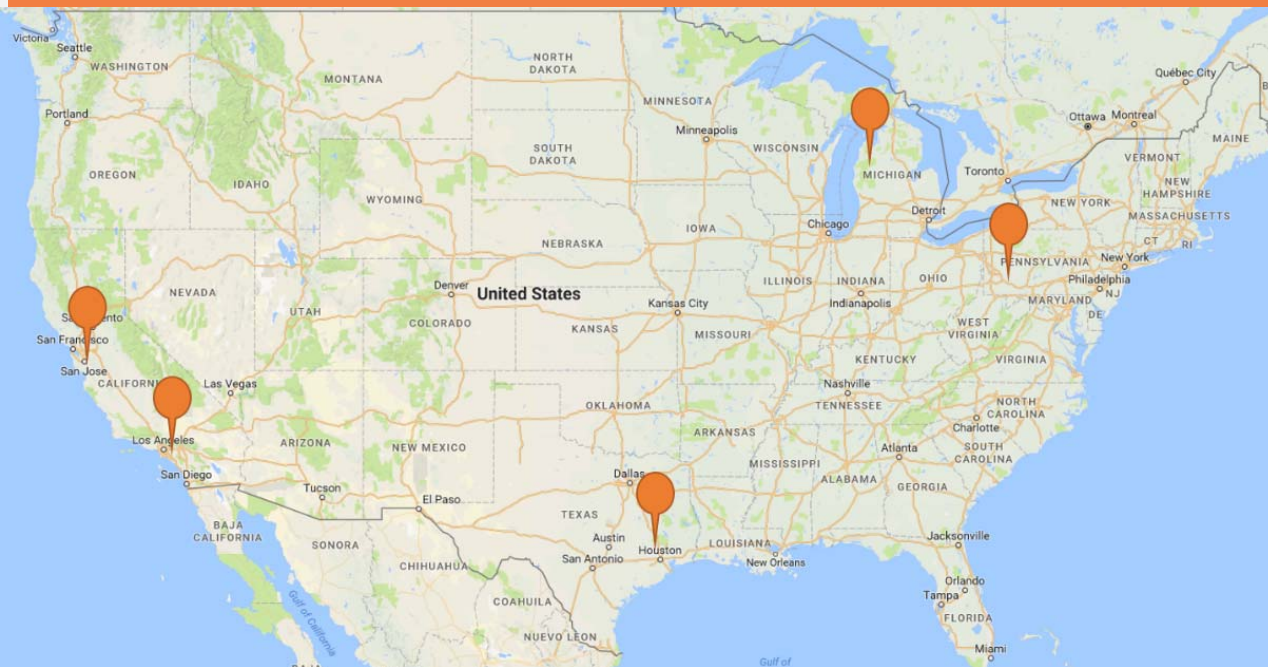 Victoria
Seattle
WASHINGTON
MONTANA
NORTH
DAKOTA
MINNESOTA
Québec City
Portland
Minneapolis
Ottawa
Montreal
MAINE
SOUTH
DAKOTA
WISCONSIN
VERMONT
OREGON
IDAHO
MICHIGAN
Toronto
NEW
HAMPSHIRE
WYOMING
NEW YORK
MASSACHUSETTS
Detroit
Chicago
IOWA
CT
RI
NEBRASKA
PENNSYLVANIA
New York
NEVADA
Denver
United States
ILLINOIS
INDIANA
OHIO
Philadelphia
NJ
Indianapolis
MARYLAND
DE
UTAH
COLORADO
Kansas City
KANSAS
MISSOURI
WEST
VIRGINIA
San Jose
KENTUCKY
VIRGINIA
Las Vegas
Nashville
TENNESSEE
OKLAHOMA
NORTH
CAROLINA
Charlotte
ARKANSAS
Los Angeles
ARIZONA
NEW MEXICO
Atlanta
SOUTH
CAROLINA
MISSISSIPPI
San Diego
Dallas
ALABAMA
GEORGIA
Tucson
El Paso
TEXAS
BAJA
CALIFORNIA
SONORA
Austin
Houston
LOUISIANA
Jacksonville
San Antonio
New Orleans
CHIHUAHUA
Orlando
Tampa
COAHUILA
FLORIDA
Gulf of California
NUEVO LEON
Miami
Gulf of